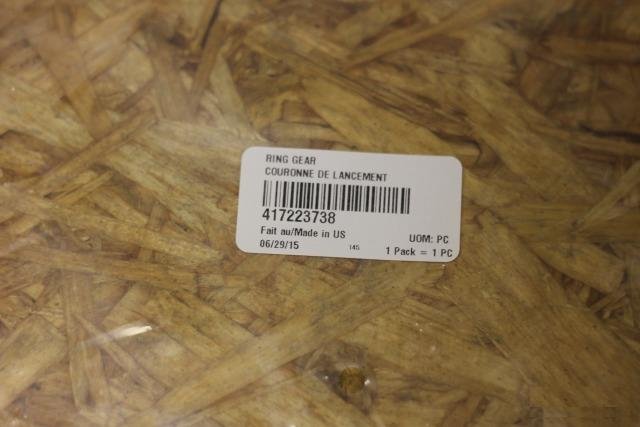 RING GEAR
COURONNE DE LANCEMENT
417223738
Fait au/Made in US
UOM: PC
06/29/15
145
1 Pack = 1 PC